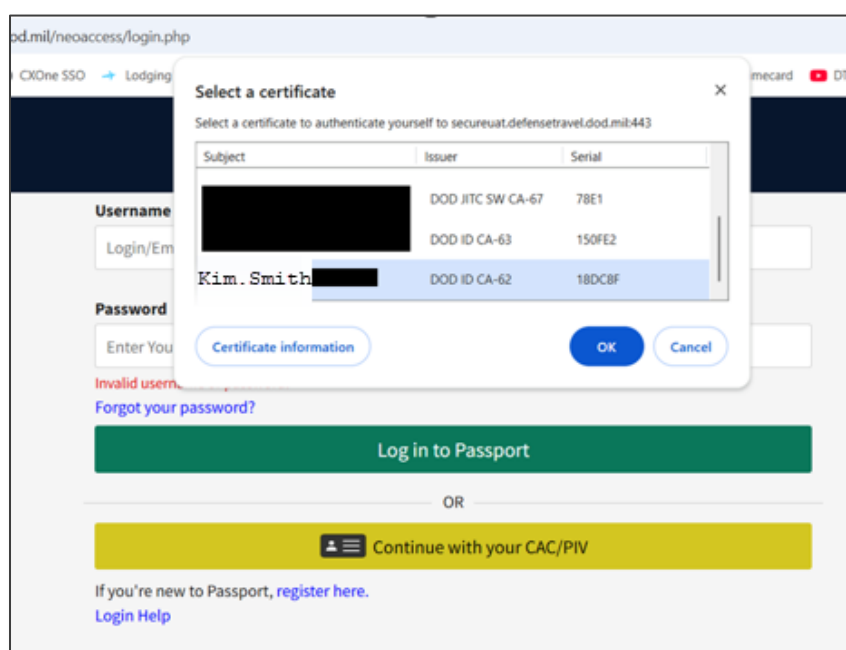 od.mil/neoaccess/login.php
CXOne SSO Lodging mecard DT
Select a certificate
Select a certificate to authenticate yourself to secureuat.defensetravel.dod.mil:443
Subject Issuer Serial
DOD JITC SW CA-67 78E1
DOD ID CA-63 150FE2
Kim.Smith DOD ID CA-62 18DC8F
Certificate information OK Cancel
Username
Login/Em
Password
Enter You
Invalid usern
Forgot your password?
Log in to Passport
OR
Continue with your CAC/PIV
If you're new to Passport, register here.
Login Help